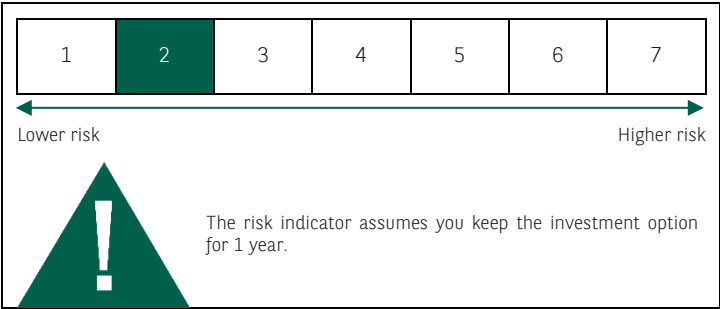 1 2 3 4 5 6 7
Lower risk Higher risk
!
The risk indicator assumes you keep the investment option
for 1 year.